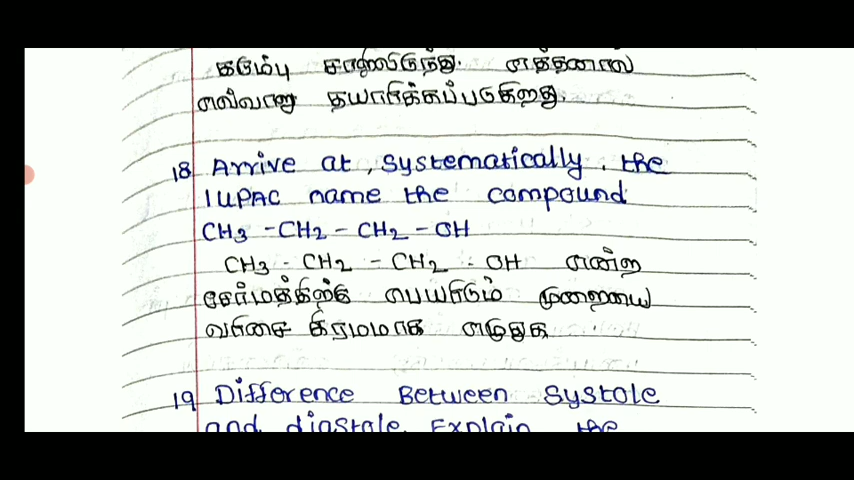 கரும்பு சாறிலிருந்து. எத்தனால்
எவ்வாறு தயாரிக்கப்படுகிறது.
18 Arrive at, systematically, the
IUPAC name the compound
CH3 - CH2 - CH2 - OH
CH3 - CH2 - CH2 - OH என்ற
சேர்மத்திற்கு பெயரிடும் முறையை
வரிசை கிரமமாக எழுதுக
19 Difference Between Systole
and diastole. Explain the